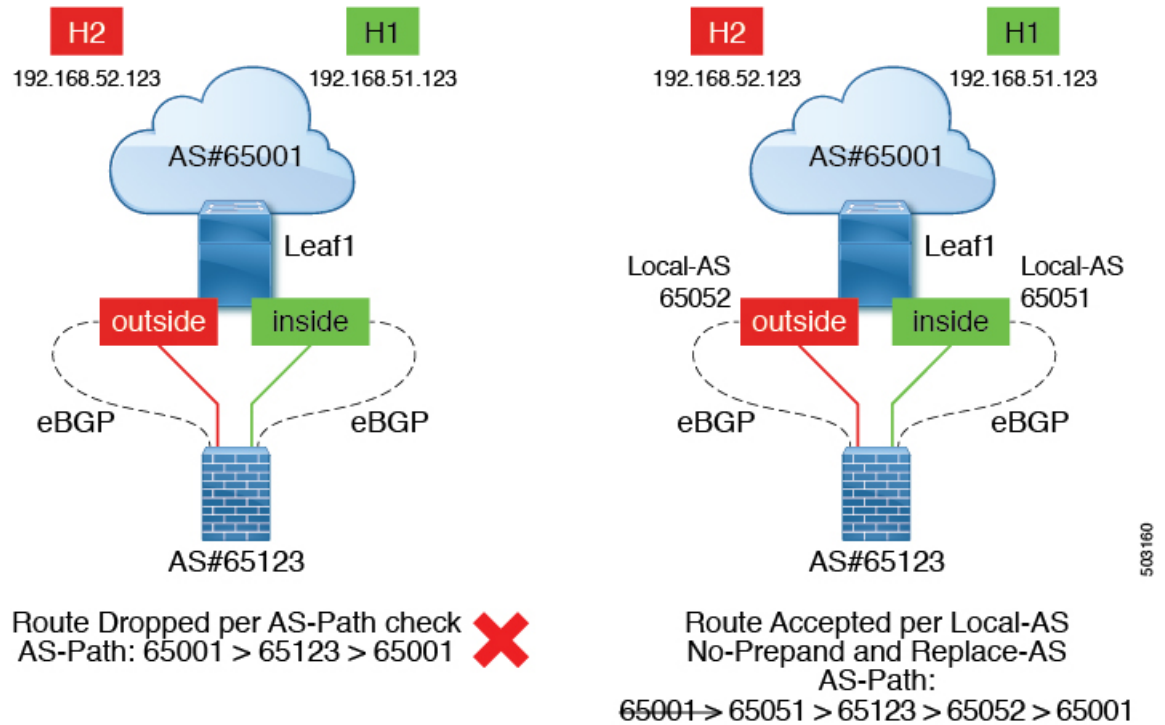 H2
H1
192.168.52.123
192.168.51.123
AS#65001
Leaf1
outside
inside
eBGP
eBGP
AS#65123
Route Dropped per AS-Path check
AS-Path: 65001 > 65123 > 65001
H2
H1
192.168.52.123
192.168.51.123
AS#65001
Leaf1
Local-AS
65052
Local-AS
65051
outside
inside
eBGP
eBGP
AS#65123
Route Accepted per Local-AS
No-Prepand and Replace-AS
AS-Path:
65001 > 65051 > 65123 > 65052 > 65001
503160